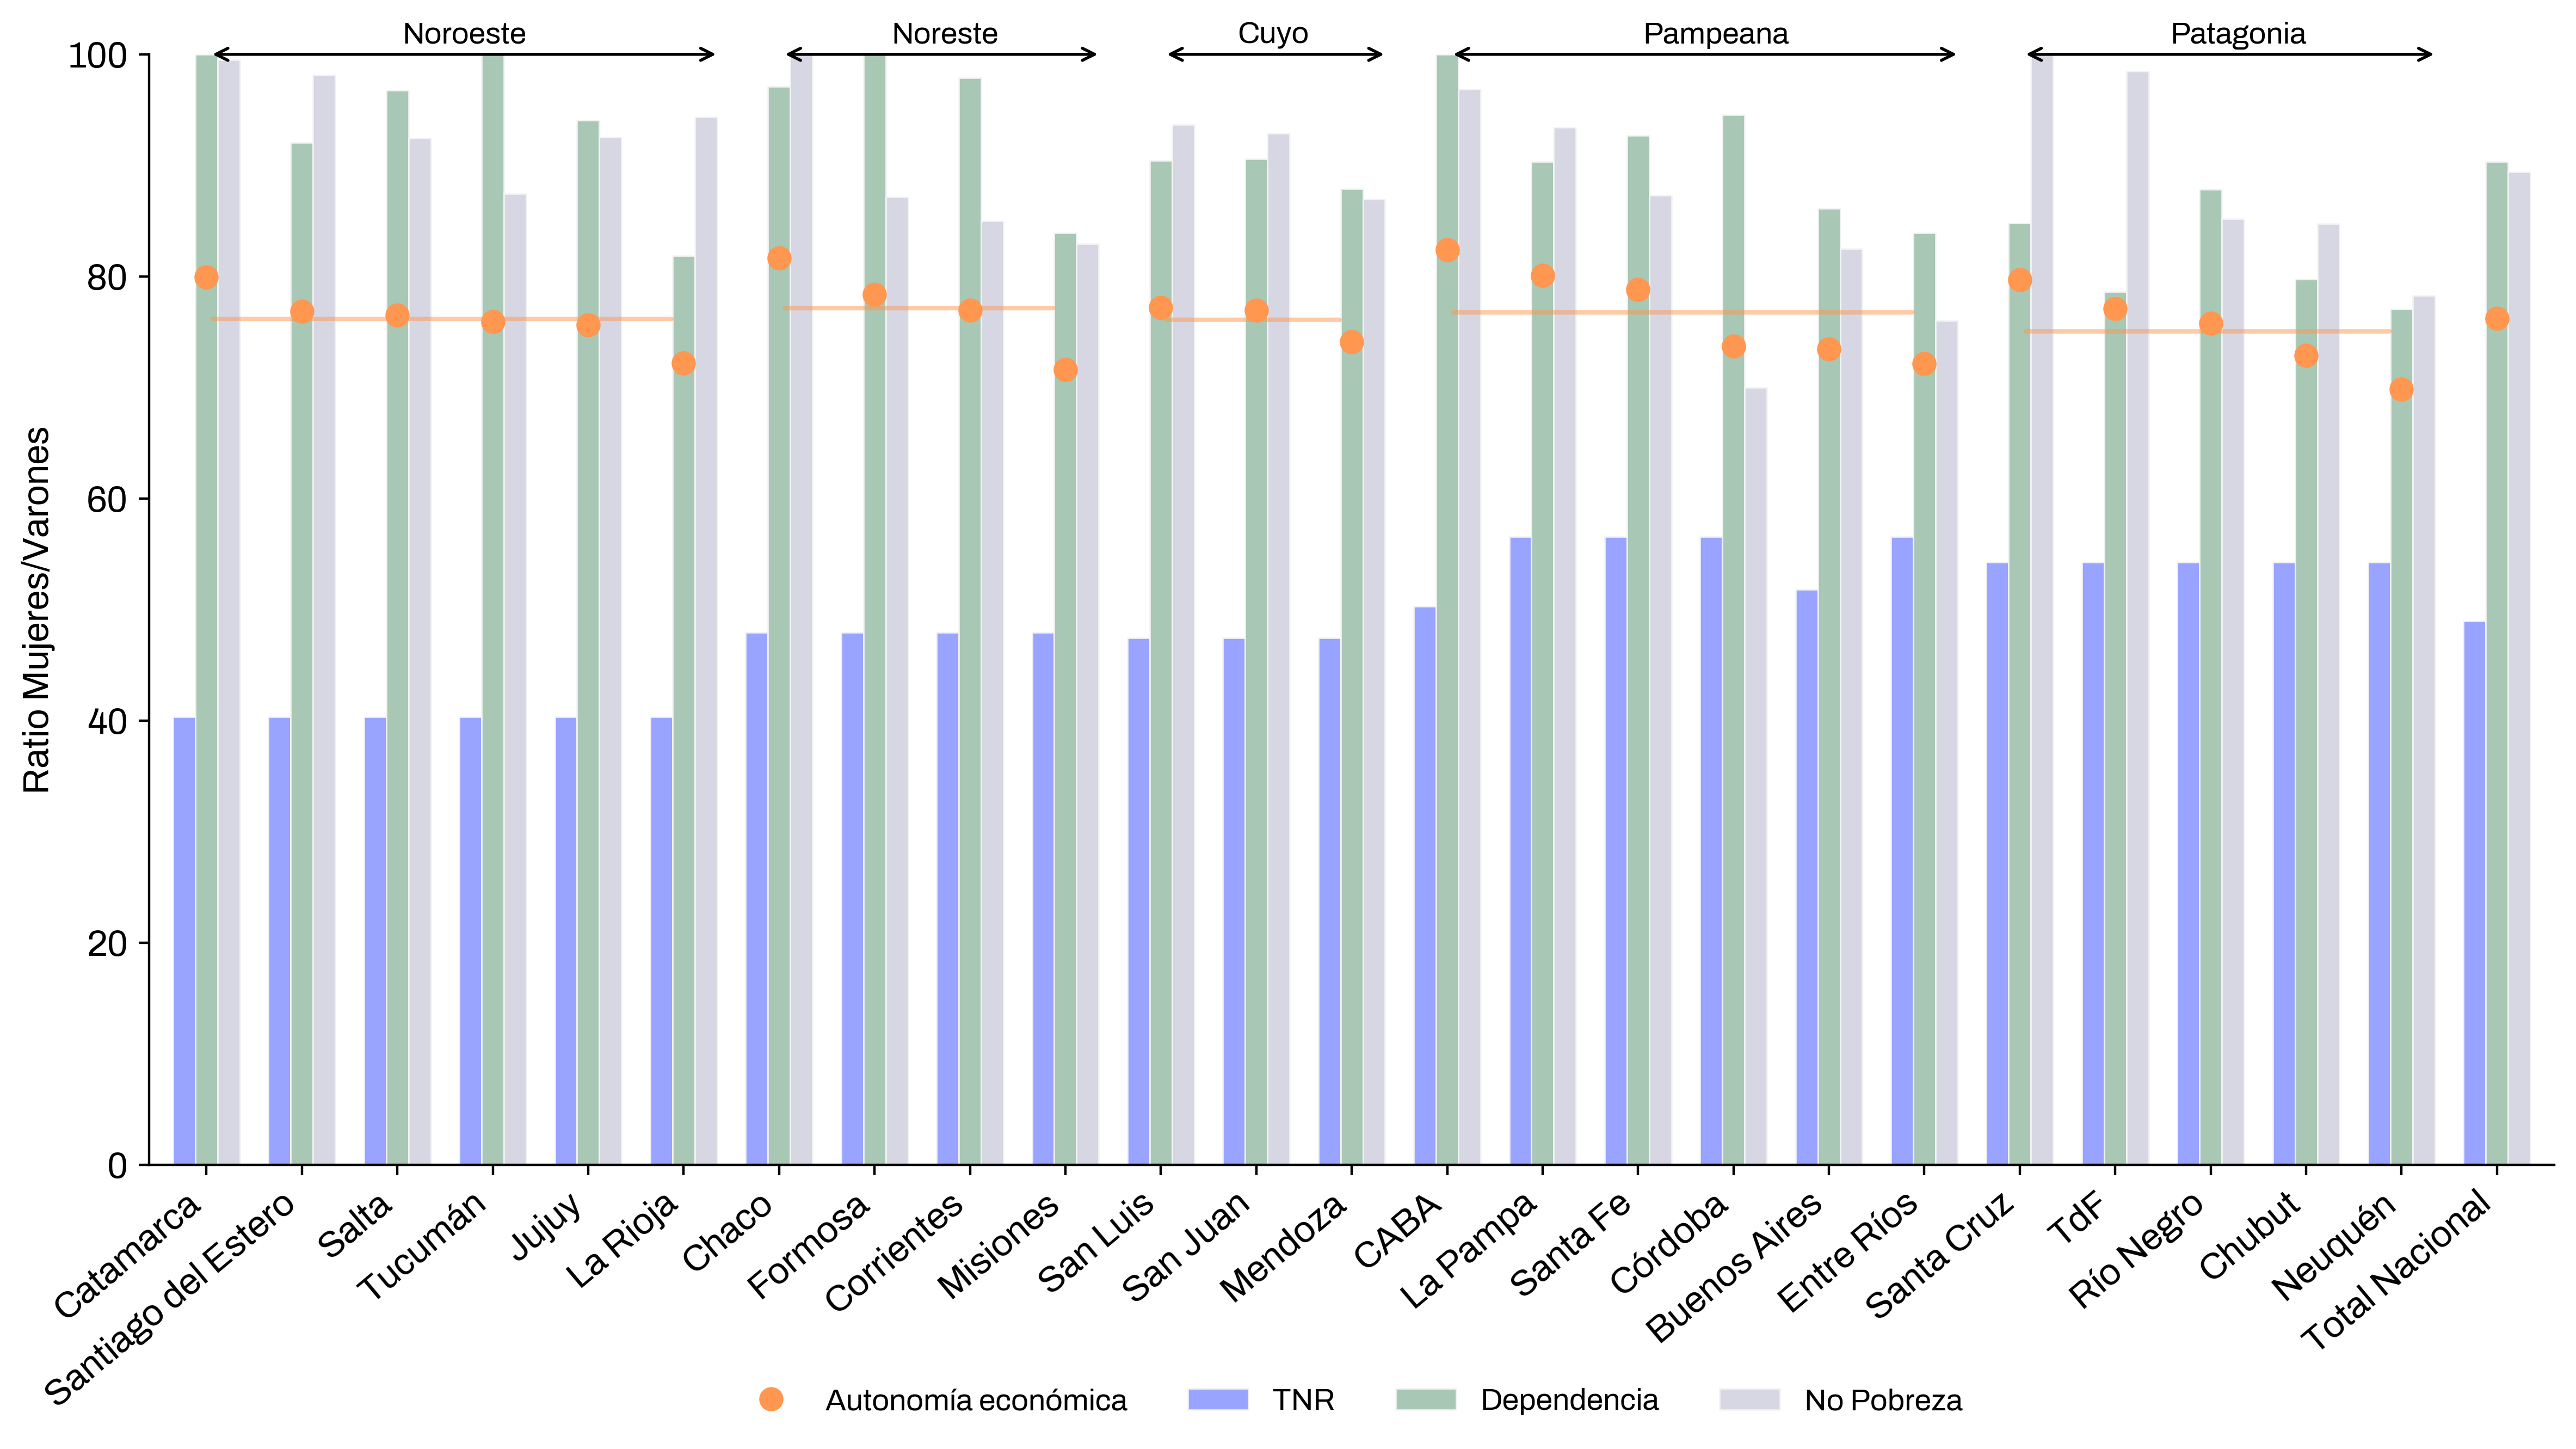 Noroeste
Noreste
Cuyo
Pampeana
Patagonia
100
80
60
40
20
0
Ratio Mujeres/Varones
Catamarca
Santiago del Estero
Salta
Tucumán
Jujuy
La Rioja
Chaco
Formosa
Corrientes
Misiones
San Luis
San Juan
Mendoza
CABA
La Pampa
Santa Fe
Córdoba
Buenos Aires
Entre Ríos
Santa Cruz
TdF
Río Negro
Chubut
Neuquén
Total Nacional
Autonomía económica
TNR
Dependencia
No Pobreza